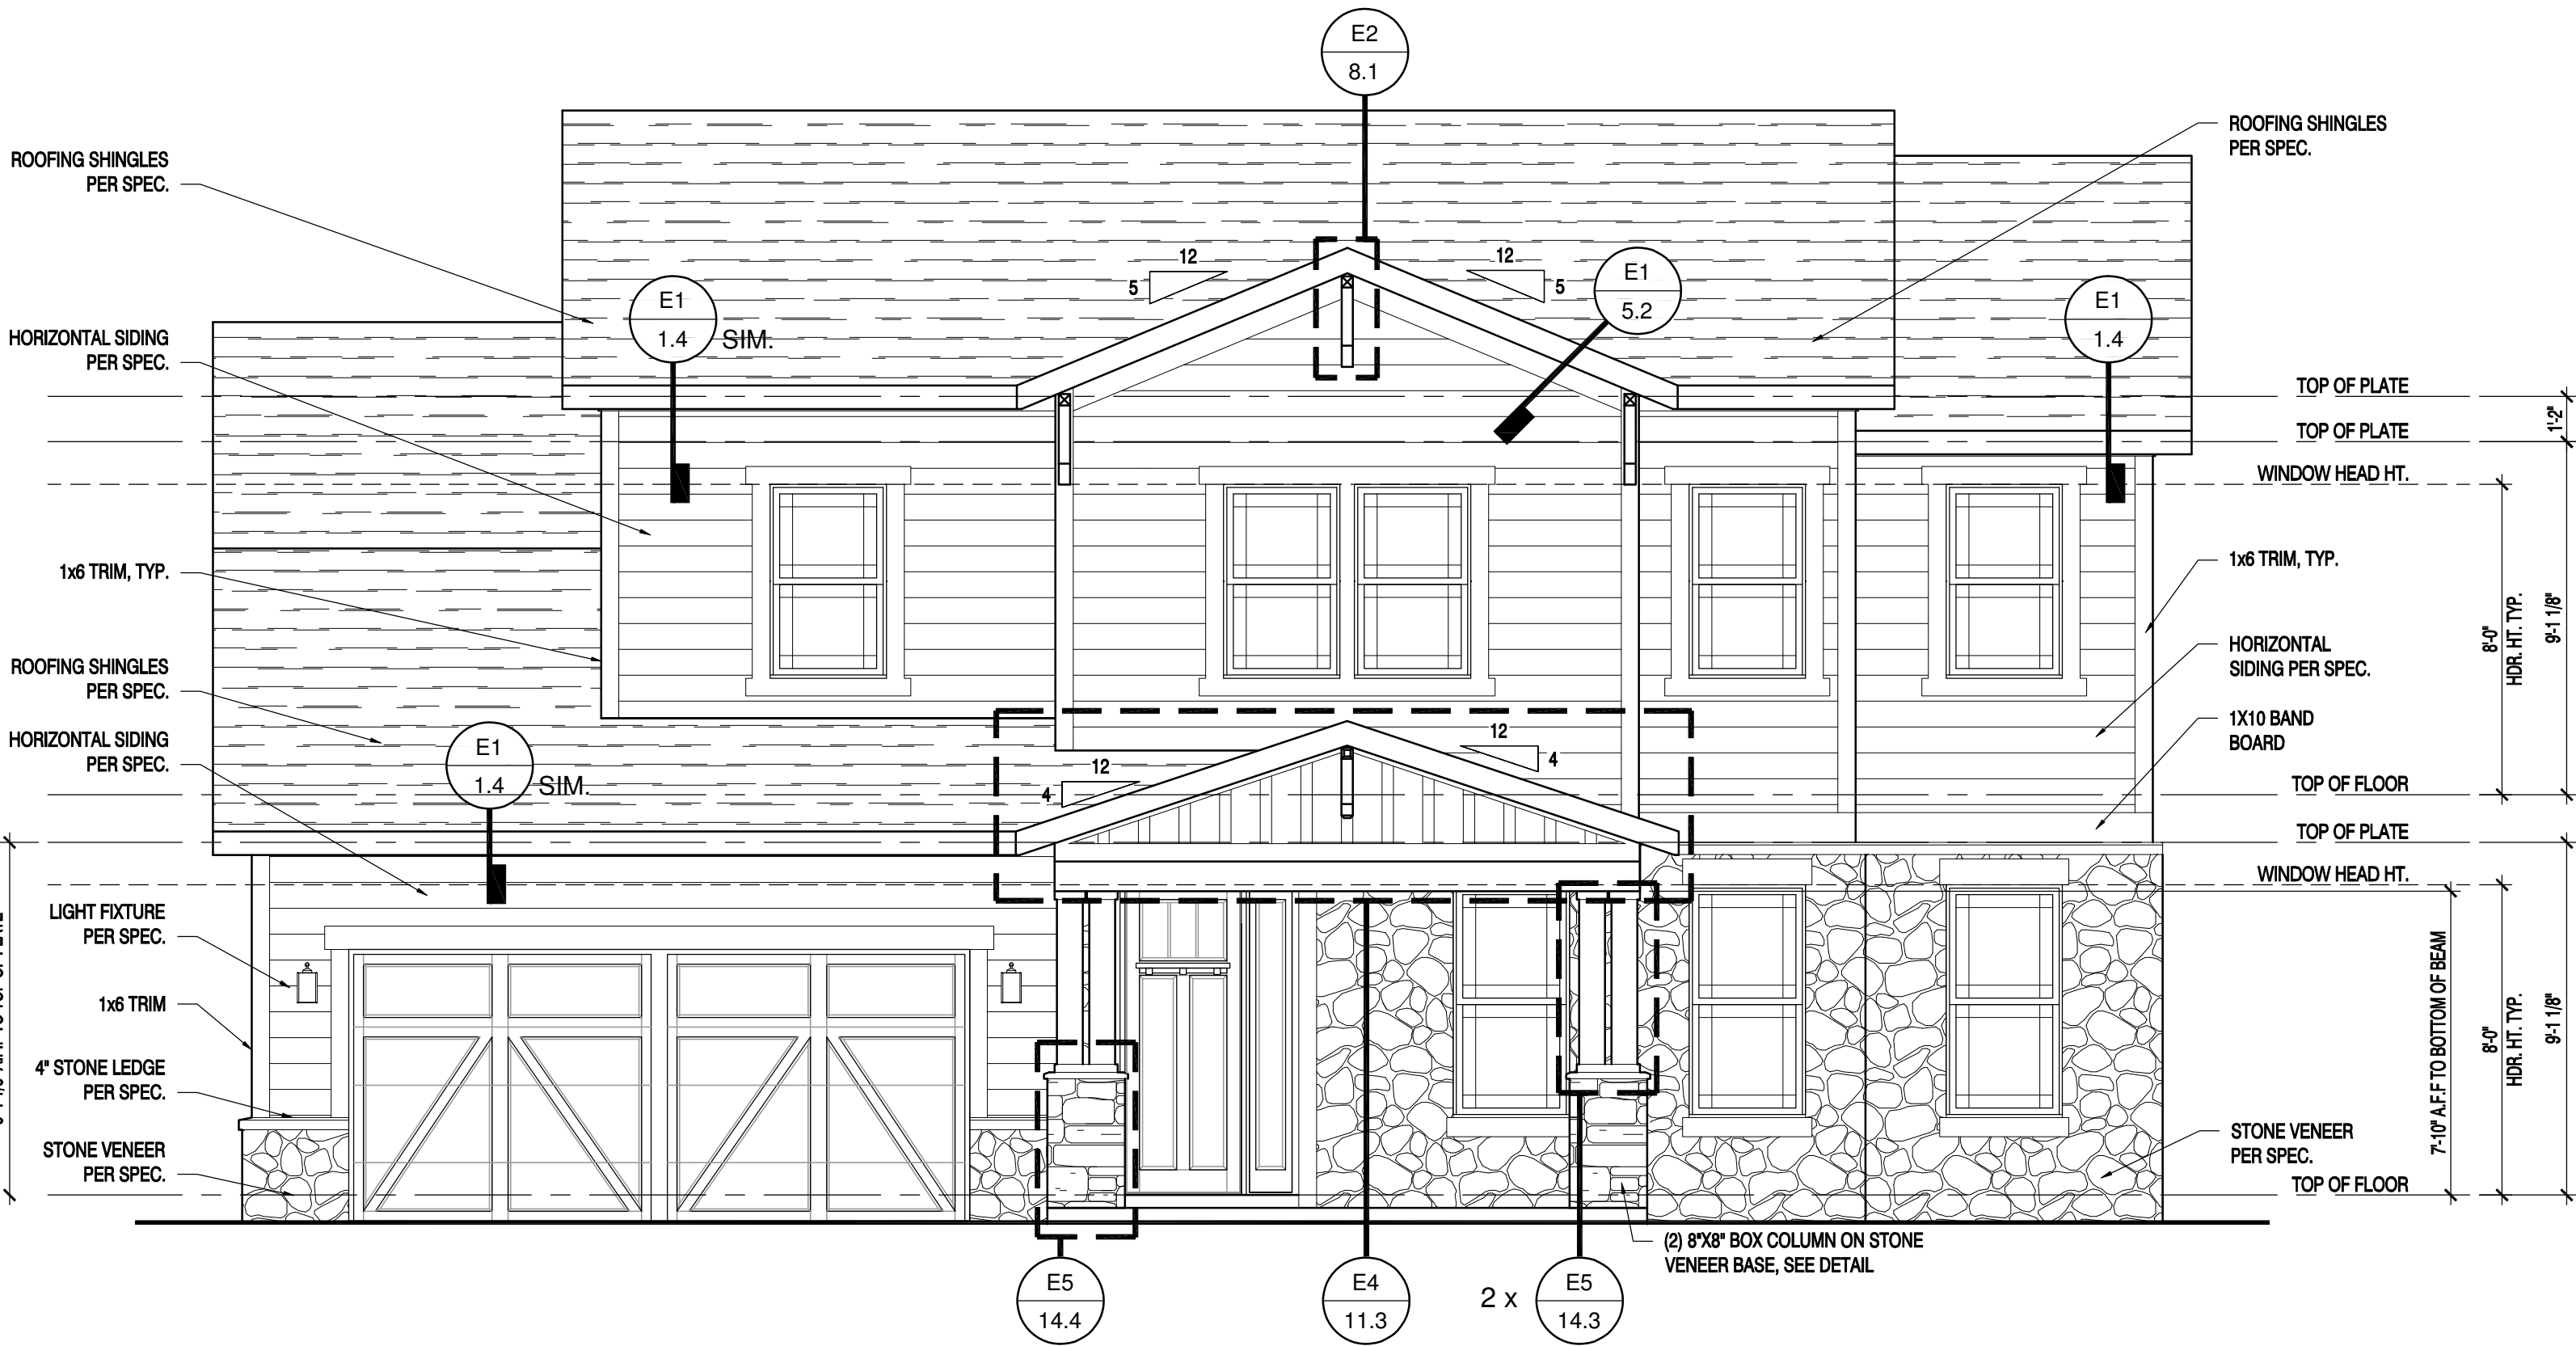 E2
8.1
ROOFING SHINGLES
PER SPEC.
ROOFING SHINGLES
PER SPEC.
12
5
12
5
E1
5.2
E1
1.4
SIM.
E1
1.4
HORIZONTAL SIDING
PER SPEC.
TOP OF PLATE
1'-2"
TOP OF PLATE
WINDOW HEAD HT.
1x6 TRIM, TYP.
1x6 TRIM, TYP.
8'-0"
HDR. HT. TYP.
9'-1 1/8"
HORIZONTAL
SIDING PER SPEC.
ROOFING SHINGLES
PER SPEC.
1X10 BAND
BOARD
HORIZONTAL SIDING
PER SPEC.
E1
1.4
SIM.
12
4
12
4
TOP OF FLOOR
TOP OF PLATE
WINDOW HEAD HT.
LIGHT FIXTURE
PER SPEC.
1x6 TRIM
4" STONE LEDGE
PER SPEC.
STONE VENEER
PER SPEC.
7'-10" A.F.F TO BOTTOM OF BEAM
8'-0"
HDR. HT. TYP.
9'-1 1/8"
STONE VENEER
PER SPEC.
TOP OF FLOOR
(2) 8"X8" BOX COLUMN ON STONE
VENEER BASE, SEE DETAIL
E5
14.4
E4
11.3
2 x
E5
14.3